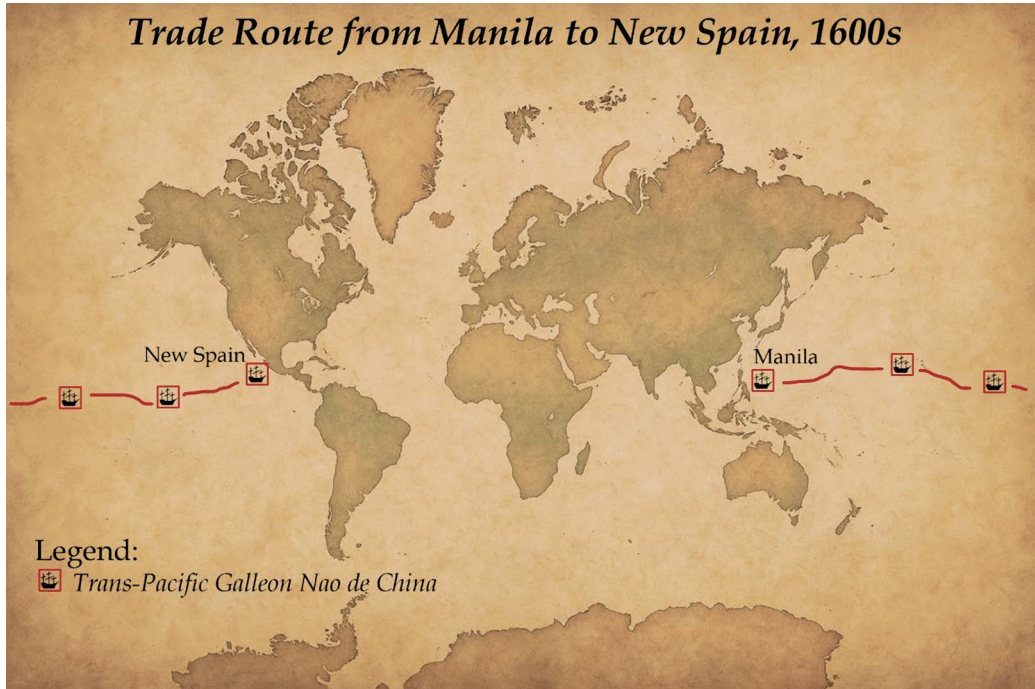 Trade Route from Manila to New Spain, 1600s
New Spain
Manila
Legend:
Trans-Pacific Galleon Nao de China